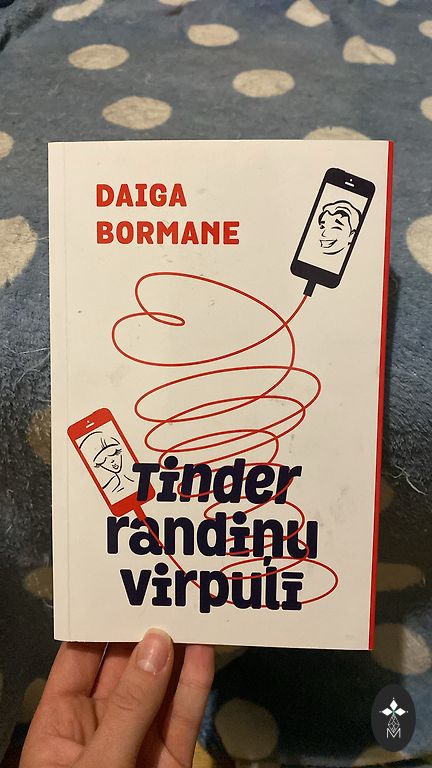 DAIGA
BORMANE
Tinder
randiņu
virpulī